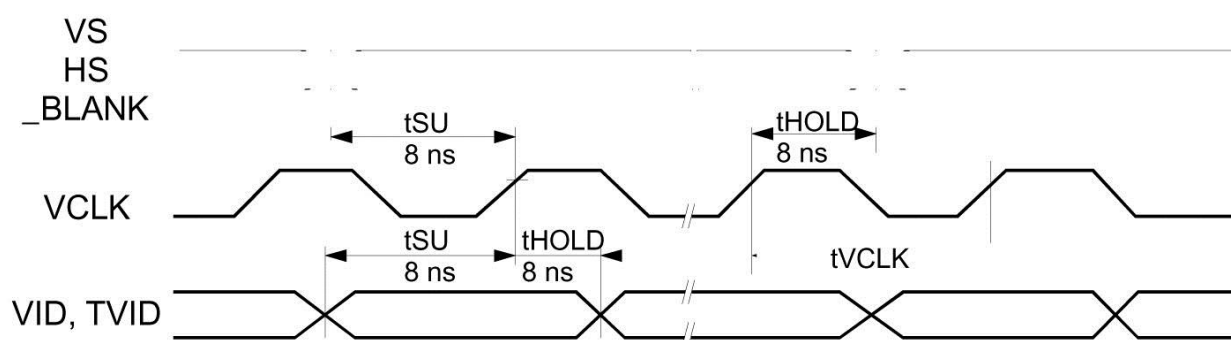 VS
HS
_BLANK
tSU
8 ns
tHOLD
8 ns
VCLK
tSU
8 ns
tHOLD
8 ns
tVCLK
VID, TVID